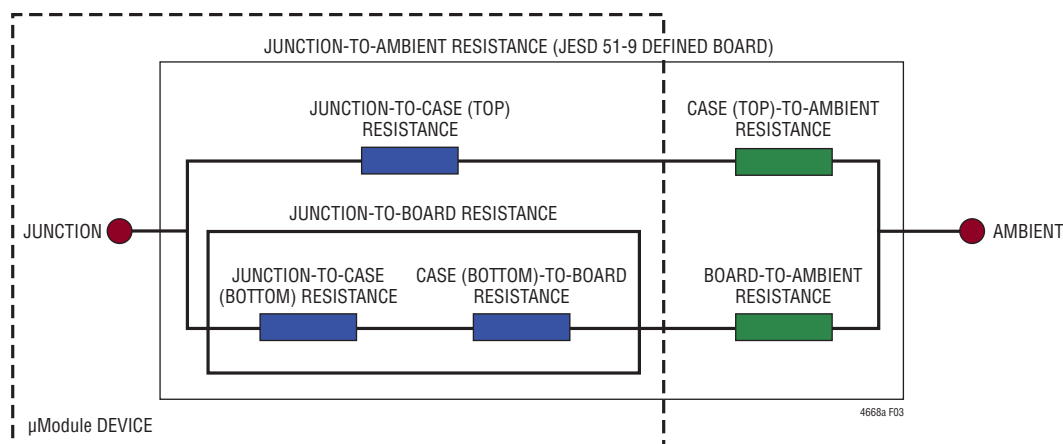 JUNCTION-TO-AMBIENT RESISTANCE (JESD 51-9 DEFINED BOARD)
JUNCTION-TO-CASE (TOP)
RESISTANCE
CASE (TOP)-TO-AMBIENT
RESISTANCE
JUNCTION-TO-BOARD RESISTANCE
JUNCTION
AMBIENT
JUNCTION-TO-CASE
(BOTTOM) RESISTANCE
CASE (BOTTOM)-TO-BOARD
RESISTANCE
BOARD-TO-AMBIENT
RESISTANCE
4668a F03
µModule DEVICE